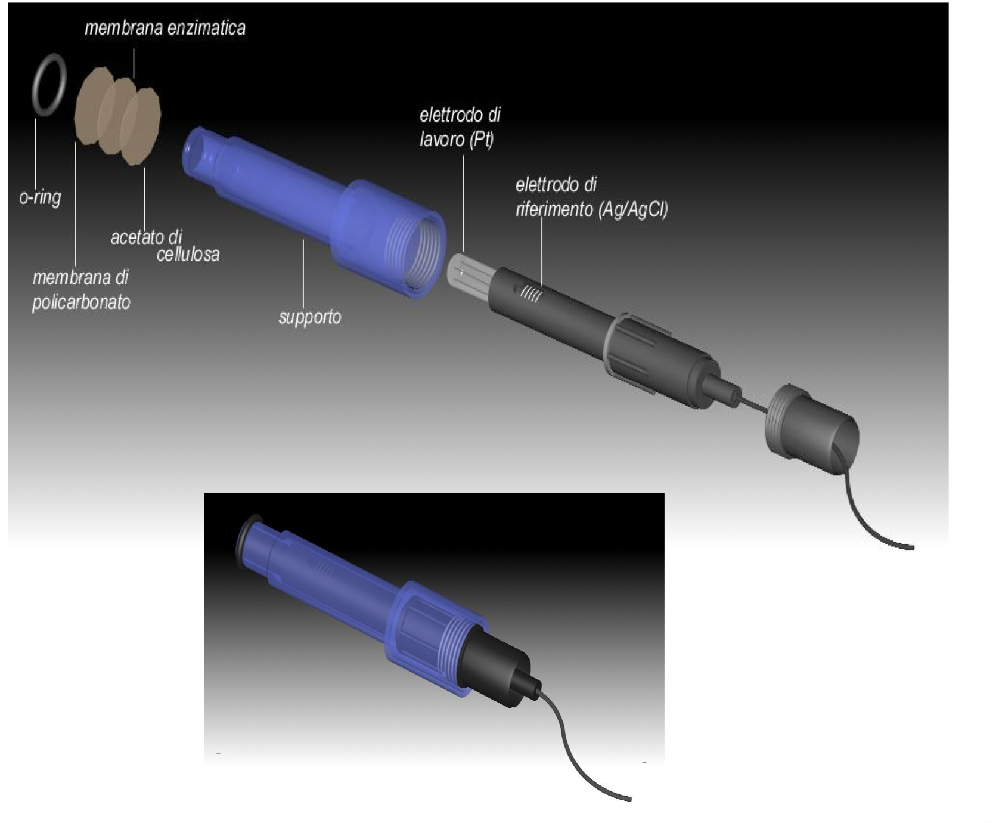 membrana enzimatica
elettrodo di
lavoro (Pt)
elettrodo di
riferimento (Ag/AgCl)
o-ring
acetato di
cellulosa
membrana di
policarbonato
supporto